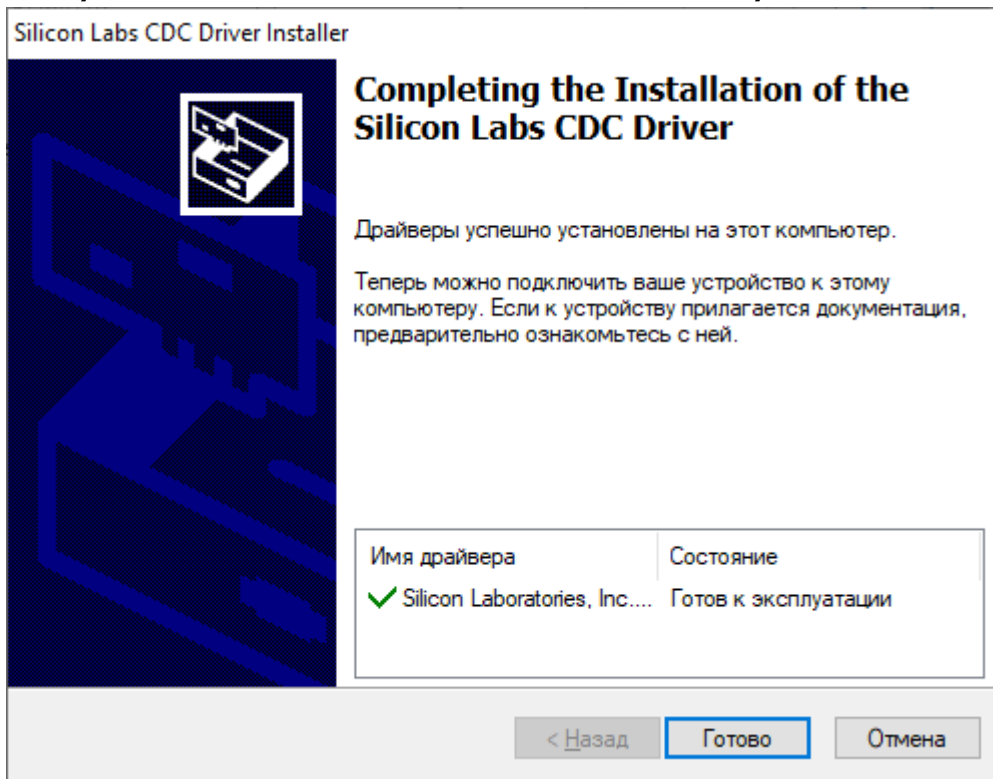 Silicon Labs CDC Driver Installer
Completing the Installation of the
Silicon Labs CDC Driver
Драйверы успешно установлены на этот компьютер.
Теперь можно подключить ваше устройство к этому
компьютеру. Если к устройству прилагается документация,
предварительно ознакомьтесь с ней.
Имя драйвера Состояние
Silicon Laboratories, Inc.... Готов к эксплуатации
< Назад Готово Отмена